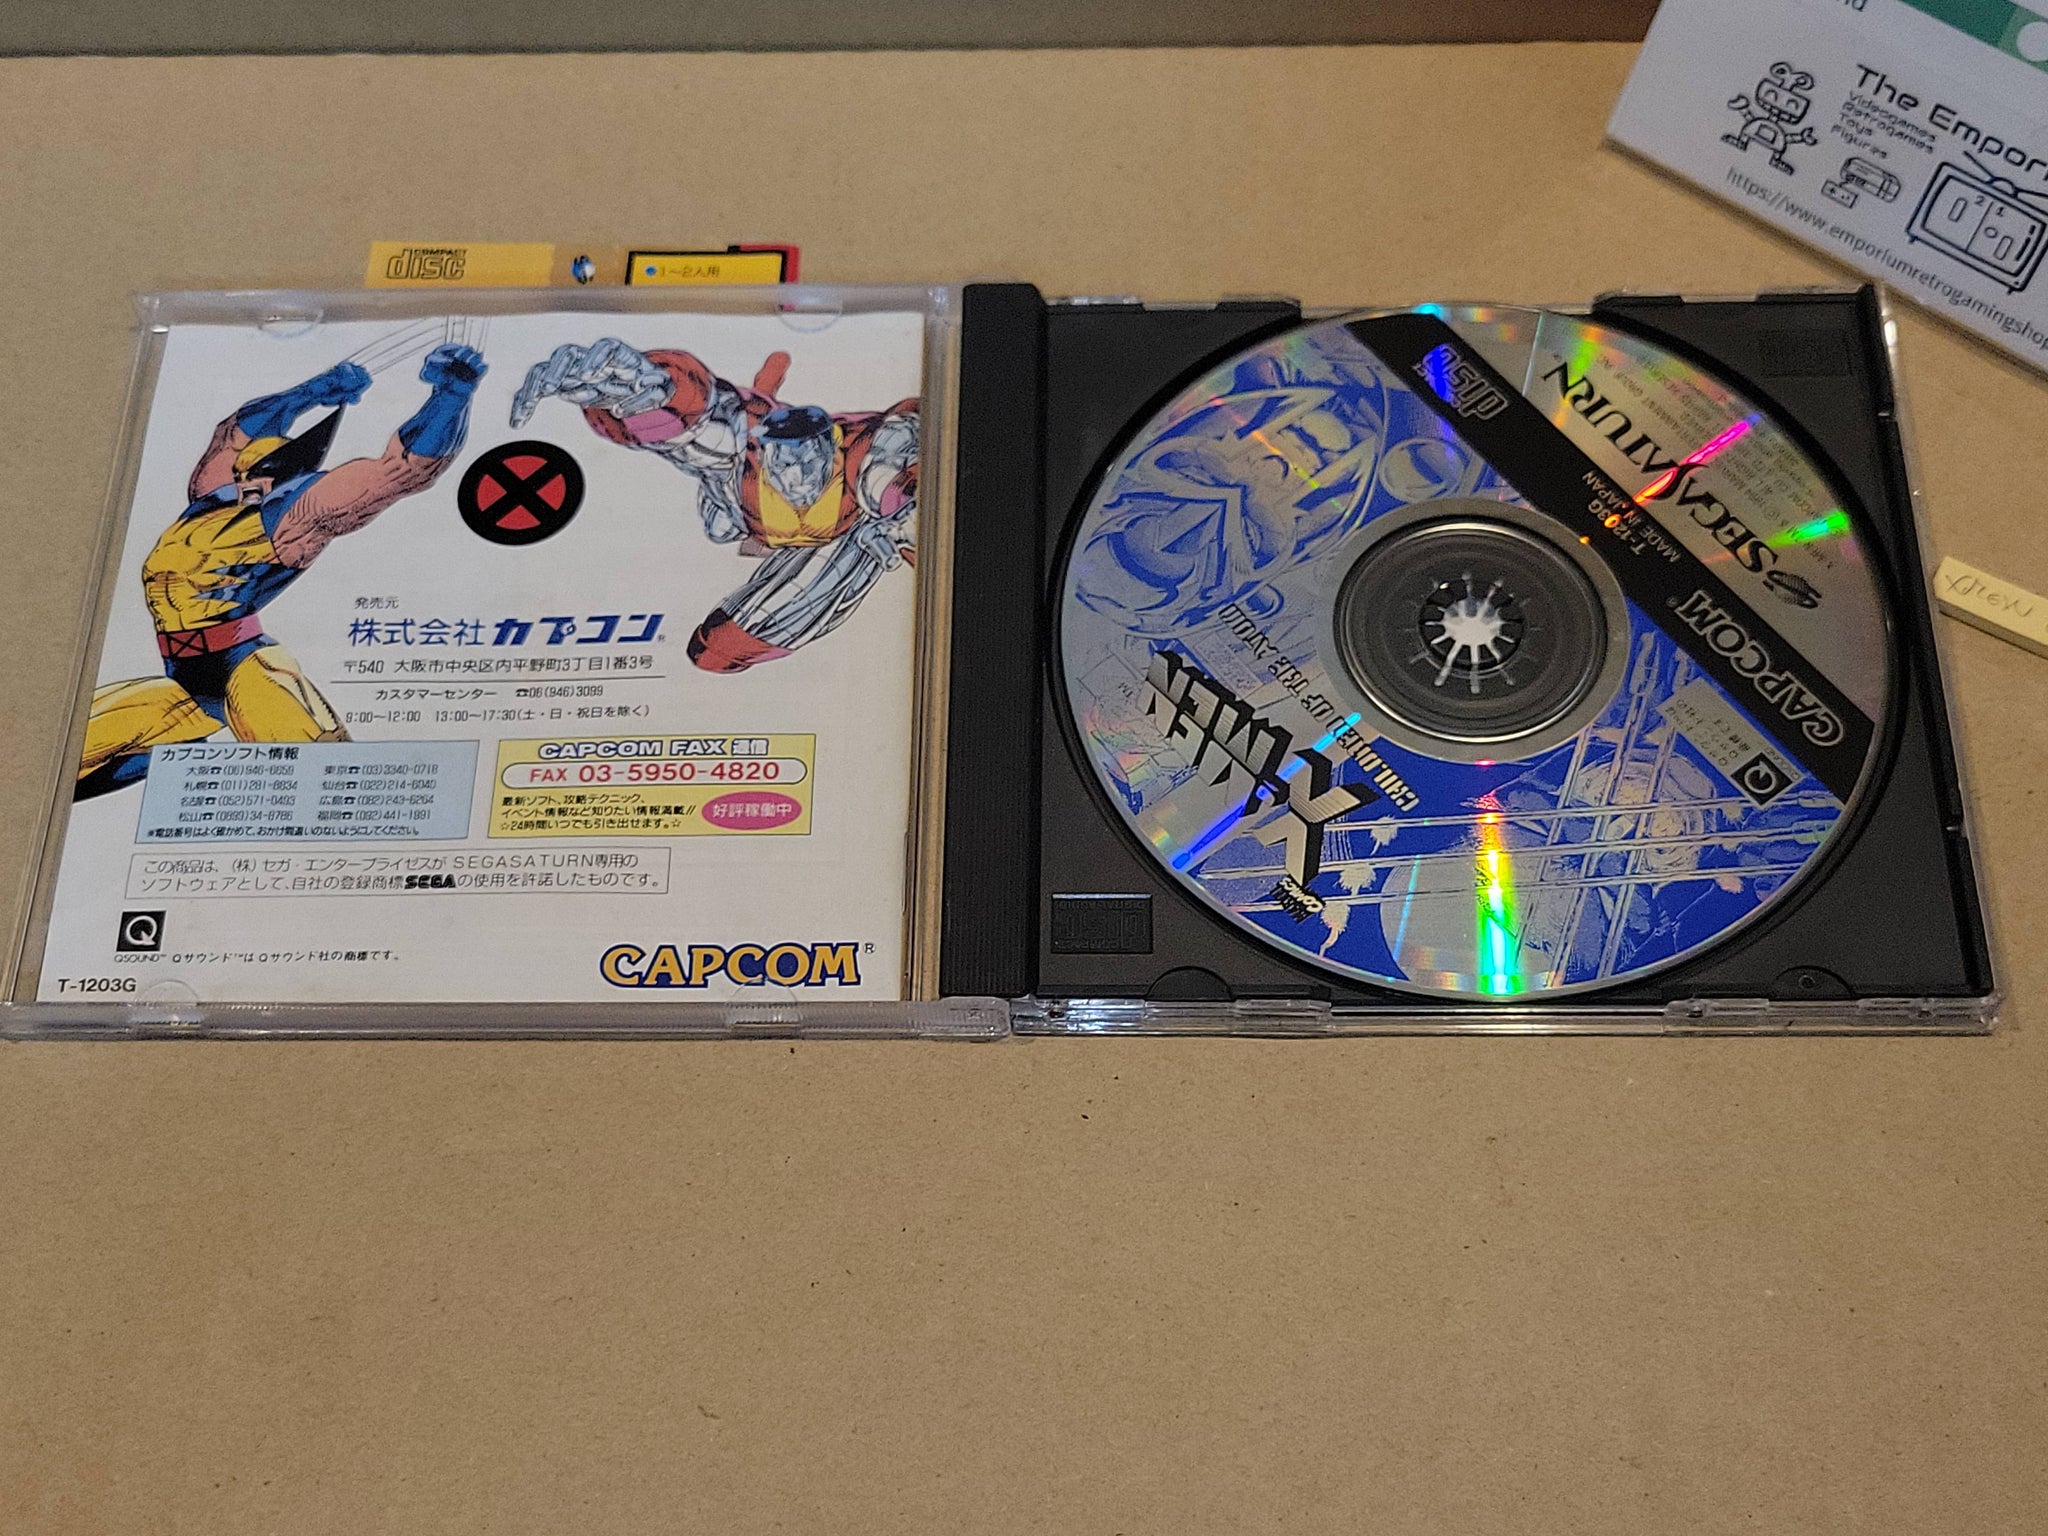 COMPACT
disc
1～2人用
発売元
株式会社カプコン®
〒540 大阪市中央区内平野町3丁目1番3号
カスタマーセンター ☎06(946)3099
9:00～12:00 13:00～17:30(土・日・祝日を除く)
カプコンソフト情報
大阪☎(06)946-6659 東京☎(03)3340-0718
札幌☎(011)281-8834 仙台☎(022)214-6040
名古屋☎(052)571-0493 広島☎(082)243-6264
松山☎(0899)34-8786 福岡☎(092)441-1991
※電話番号はよく確かめて、おかけ間違いのないようにしてください。
CAPCOM FAX 通信
FAX 03-5950-4820
最新ソフト、攻略テクニック、
イベント情報など知りたい情報満載!!
☆24時間いつでも引き出せます。☆
好評稼働中
この商品は、(株)セガ・エンタープライゼスがSEGASATURN専用の
ソフトウェアとして、自社の登録商標SEGAの使用を許諾したものです。
Q
QSOUND™ Qサウンド™は Qサウンド社の商標です。
T-1203G
CAPCOM®
disc
SEGA SATURN
T-1203G
MADE IN JAPAN
CAPCOM®
Q
MARVEL
COMICS
X-MEN
CHILDREN OF THE ATOM
COMPACT
disc
DIGITAL AUDIO
The Empori
Videogames
Retrogames
Toys
Figures
https://www.emporiumretrogamingshop